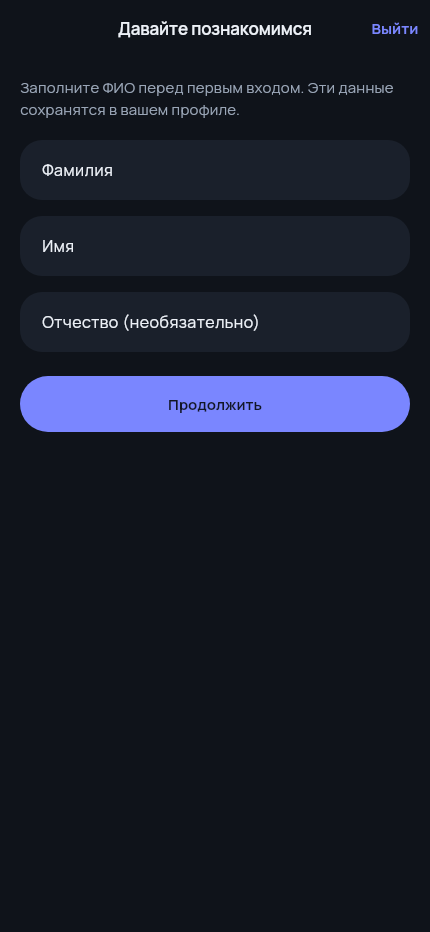 Давайте познакомимся
Выйти
Заполните ФИО перед первым входом. Эти данные
сохранятся в вашем профиле.
Фамилия
Имя
Отчество (необязательно)
Продолжить